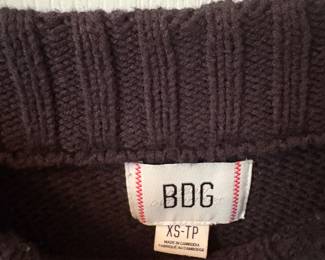 BDG
XS-TP
MADE IN CAMBODIA
FABRIQUÉ AU CAMBODGE